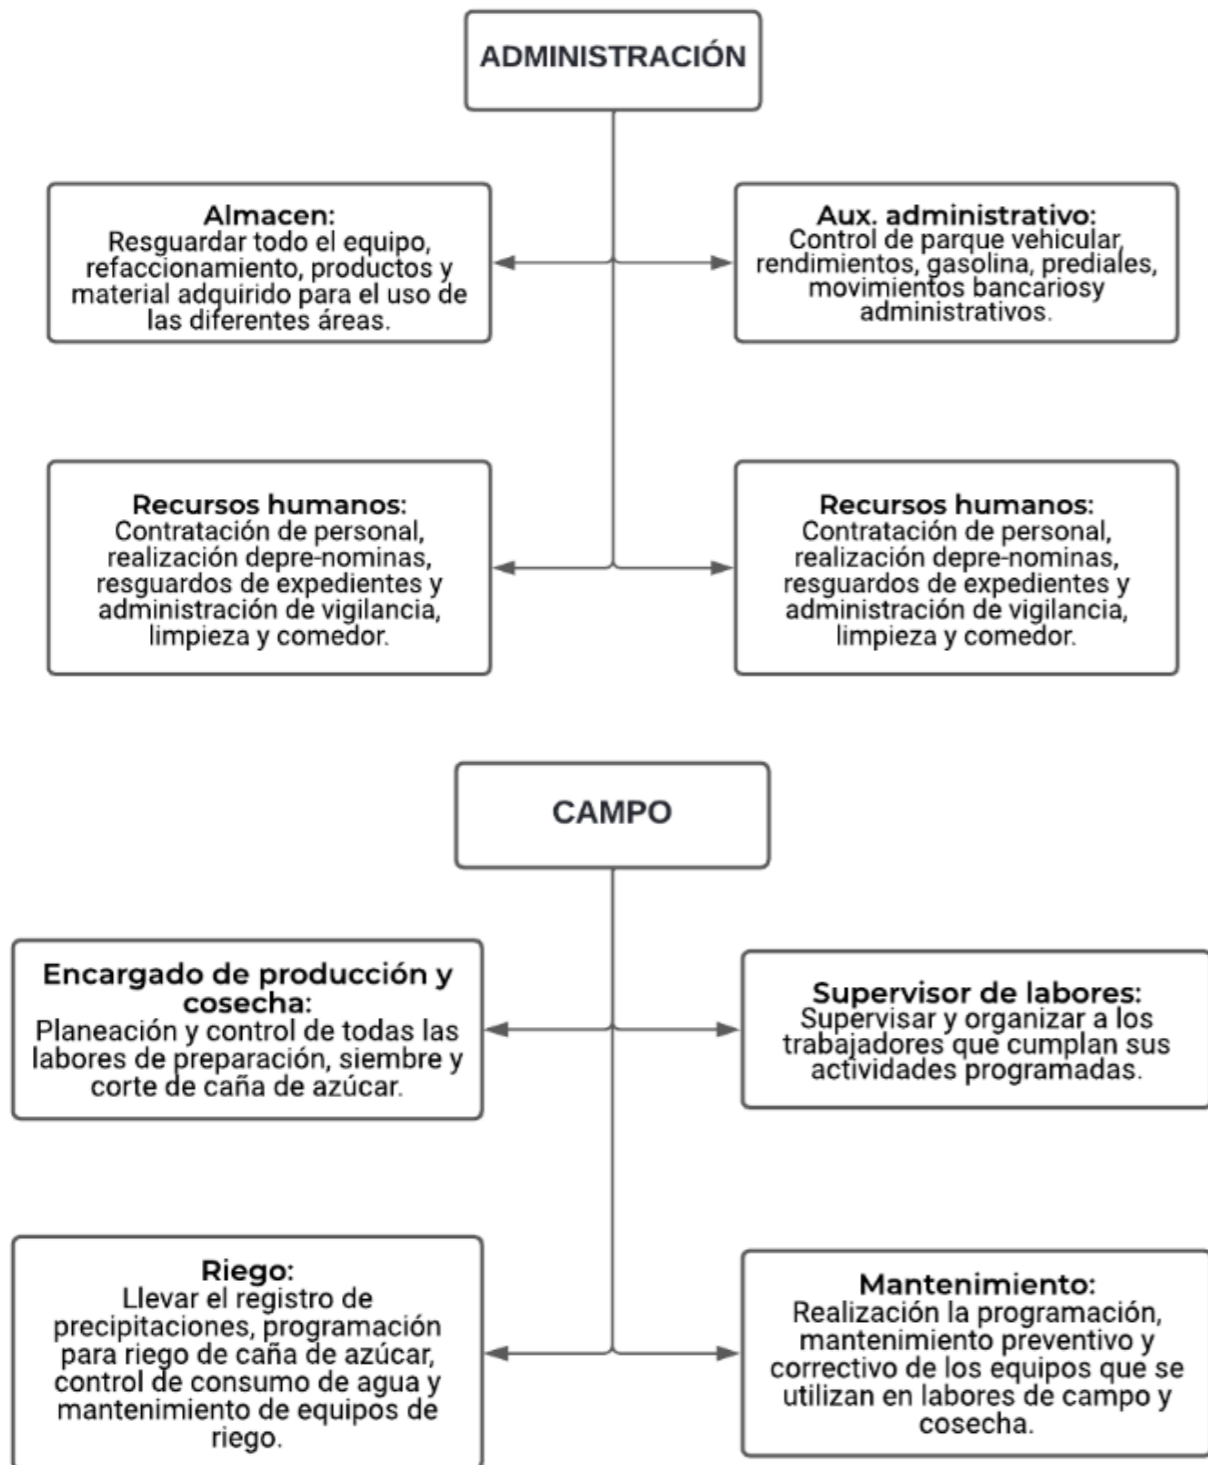 ADMINISTRACIÓN
Almacen:
Resguardar todo el equipo,
refaccionamiento, productos y
material adquirido para el uso de
las diferentes áreas.
Aux. administrativo:
Control de parque vehicular,
rendimientos, gasolina, prediales,
movimientos bancariosy
administrativos.
Recursos humanos:
Contratación de personal,
realización depre-nominas,
resguardos de expedientes y
administración de vigilancia,
limpieza y comedor.
Recursos humanos:
Contratación de personal,
realización depre-nominas,
resguardos de expedientes y
administración de vigilancia,
limpieza y comedor.
CAMPO
Encargado de producción y
cosecha:
Planeación y control de todas las
labores de preparación, siembre y
corte de caña de azúcar.
Supervisor de labores:
Supervisar y organizar a los
trabajadores que cumplan sus
actividades programadas.
Riego:
Llevar el registro de
precipitaciones, programación
para riego de caña de azúcar,
control de consumo de agua y
mantenimiento de equipos de
riego.
Mantenimiento:
Realización la programación,
mantenimiento preventivo y
correctivo de los equipos que se
utilizan en labores de campo y
cosecha.